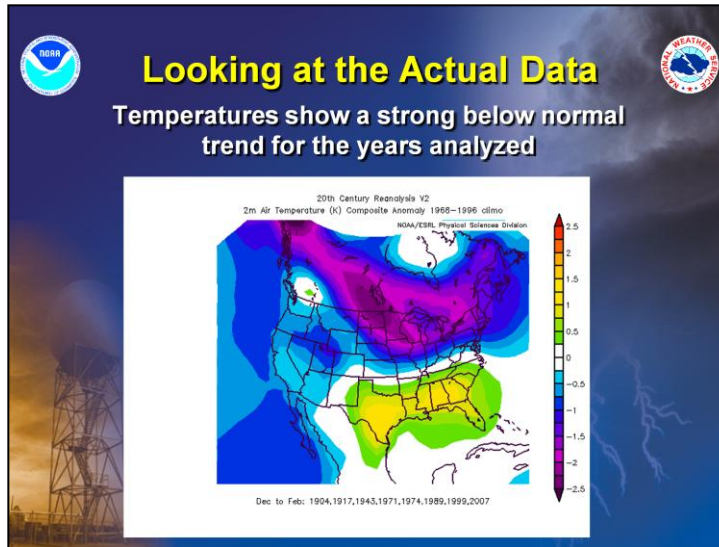 NOAA
NATIONAL WEATHER SERVICE
Looking at the Actual Data
Temperatures show a strong below normal
trend for the years analyzed
20th Century Reanalysis V2
2m Air Temperature (K) Composite Anomaly 1968-1996 climo
NOAA/ESRL Physical Sciences Division
2.5
2
1.5
1
0.5
0
-0.5
-1
-1.5
-2
-2.5
Dec to Feb: 1904,1917,1943,1971,1974,1989,1999,2007